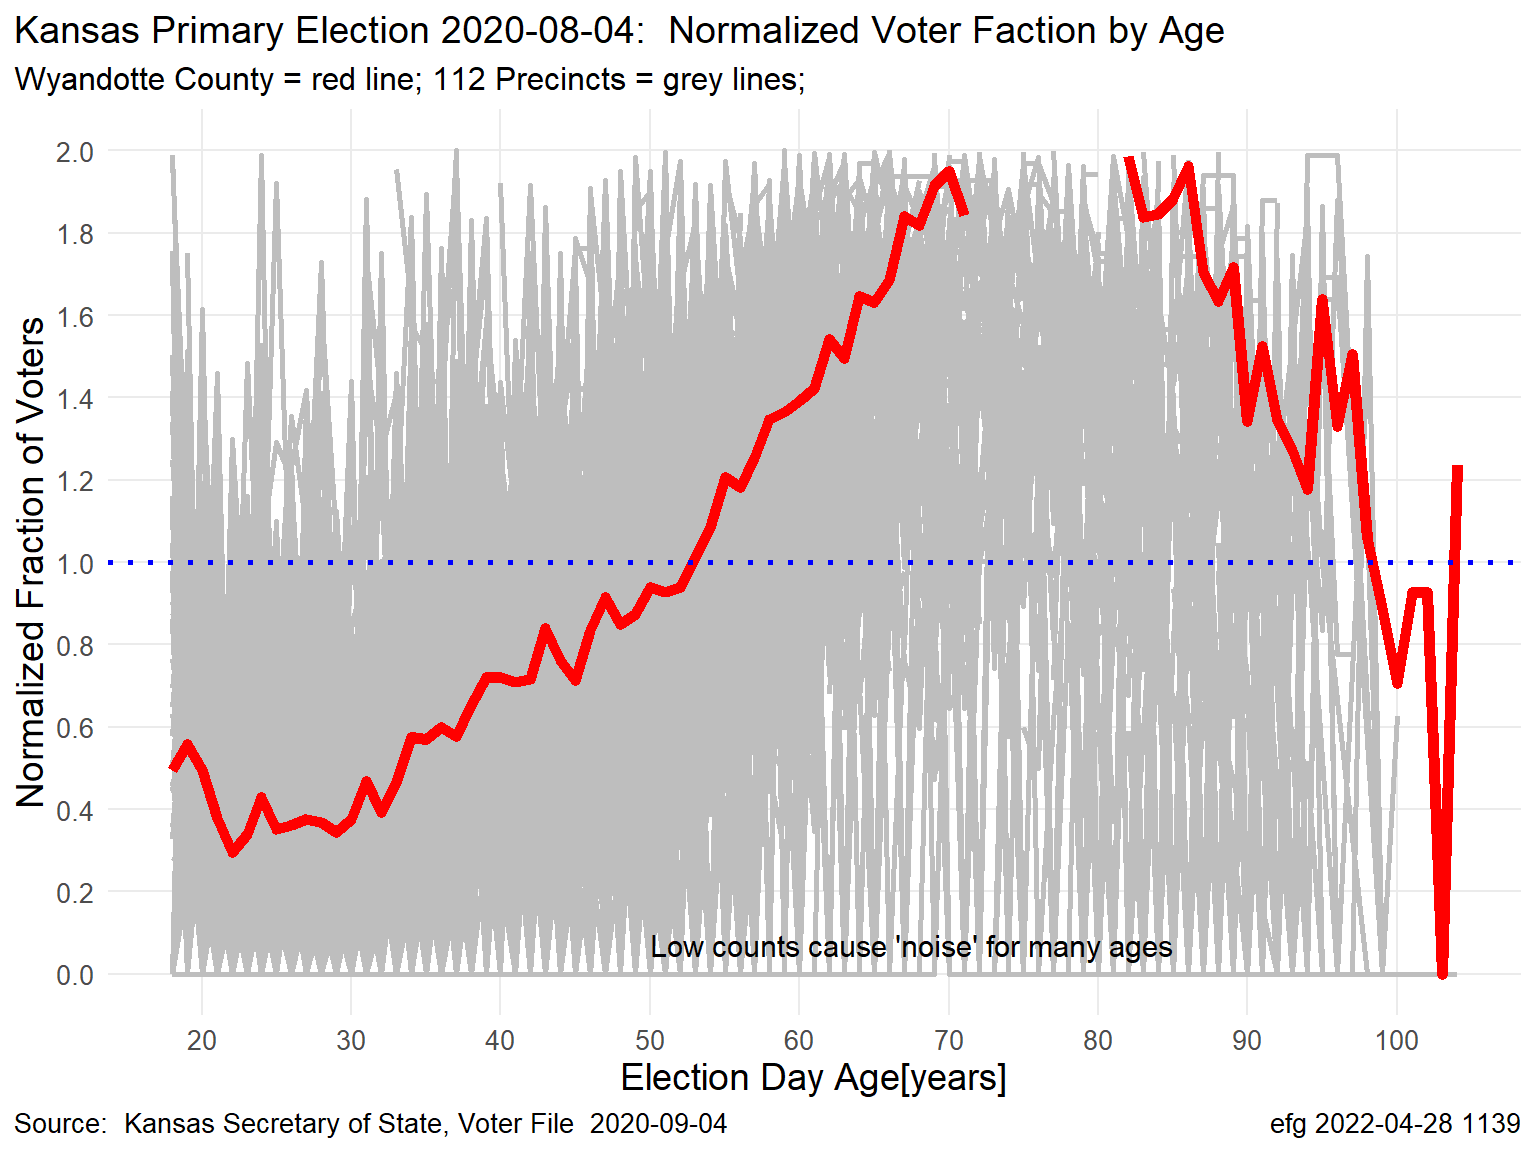 Kansas Primary Election 2020-08-04:  Normalized Voter Faction by Age
Wyandotte County = red line; 112 Precincts = grey lines;
Normalized Fraction of Voters
2.0
1.8
1.6
1.4
1.2
1.0
0.8
0.6
0.4
0.2
0.0
Low counts cause 'noise' for many ages
20 30 40 50 60 70 80 90 100
Election Day Age[years]
Source:  Kansas Secretary of State, Voter File  2020-09-04
efg 2022-04-28 1139